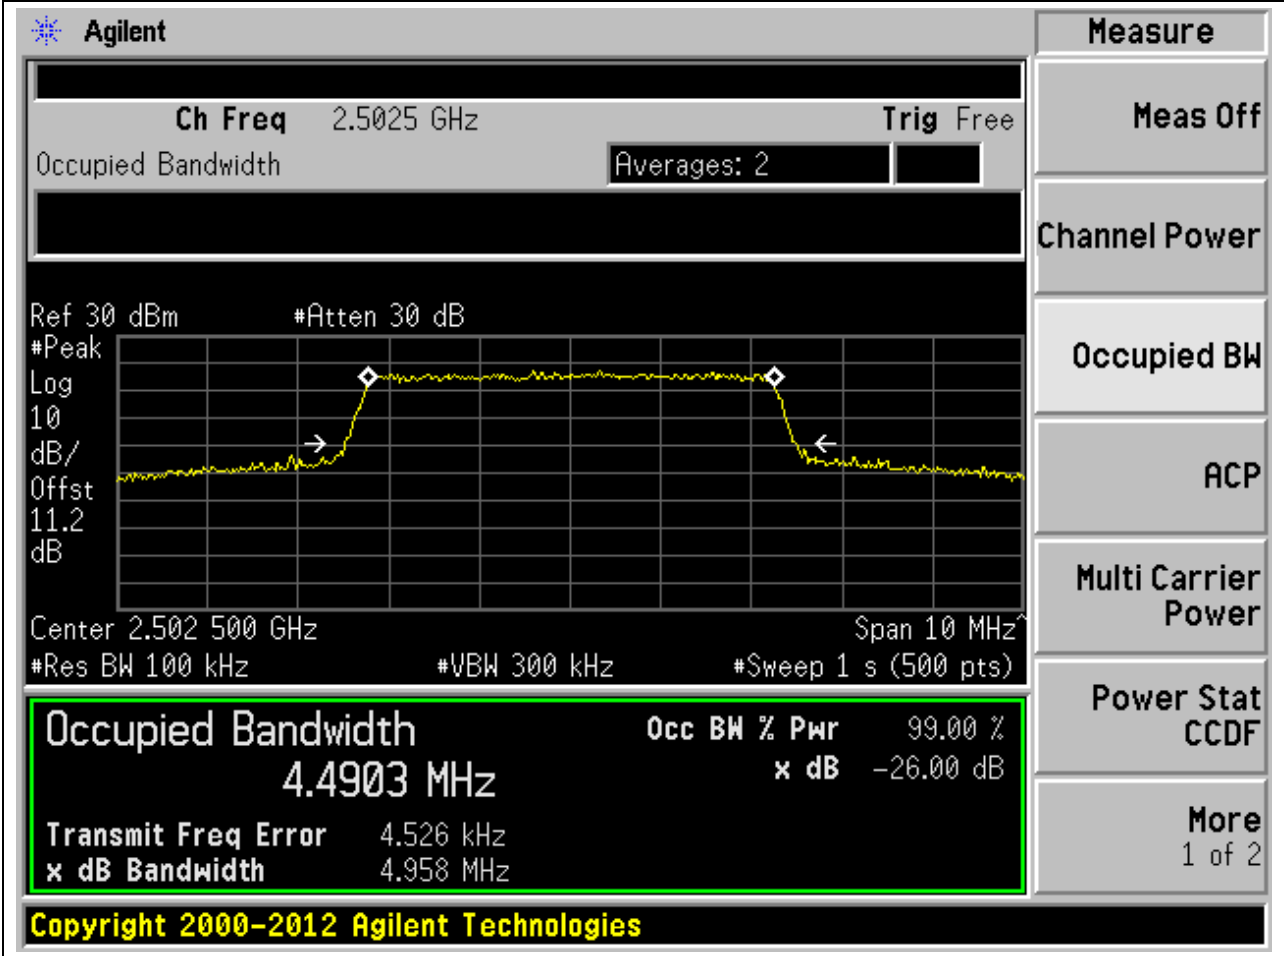 Agilent
Measure
Ch Freq 2.5025 GHz Trig Free
Occupied Bandwidth Averages: 2
Meas Off
Channel Power
Occupied BW
ACP
Multi Carrier
Power
Power Stat
CCDF
More
1 of 2
Ref 30 dBm #Atten 30 dB
#Peak
Log
10
dB/
Offst
11.2
dB
Center 2.502 500 GHz Span 10 MHz^
#Res BW 100 kHz #VBW 300 kHz #Sweep 1 s (500 pts)
Occupied Bandwidth Occ BW % Pwr 99.00 %
4.4903 MHz x dB -26.00 dB
Transmit Freq Error 4.526 kHz
x dB Bandwidth 4.958 MHz
Copyright 2000-2012 Agilent Technologies